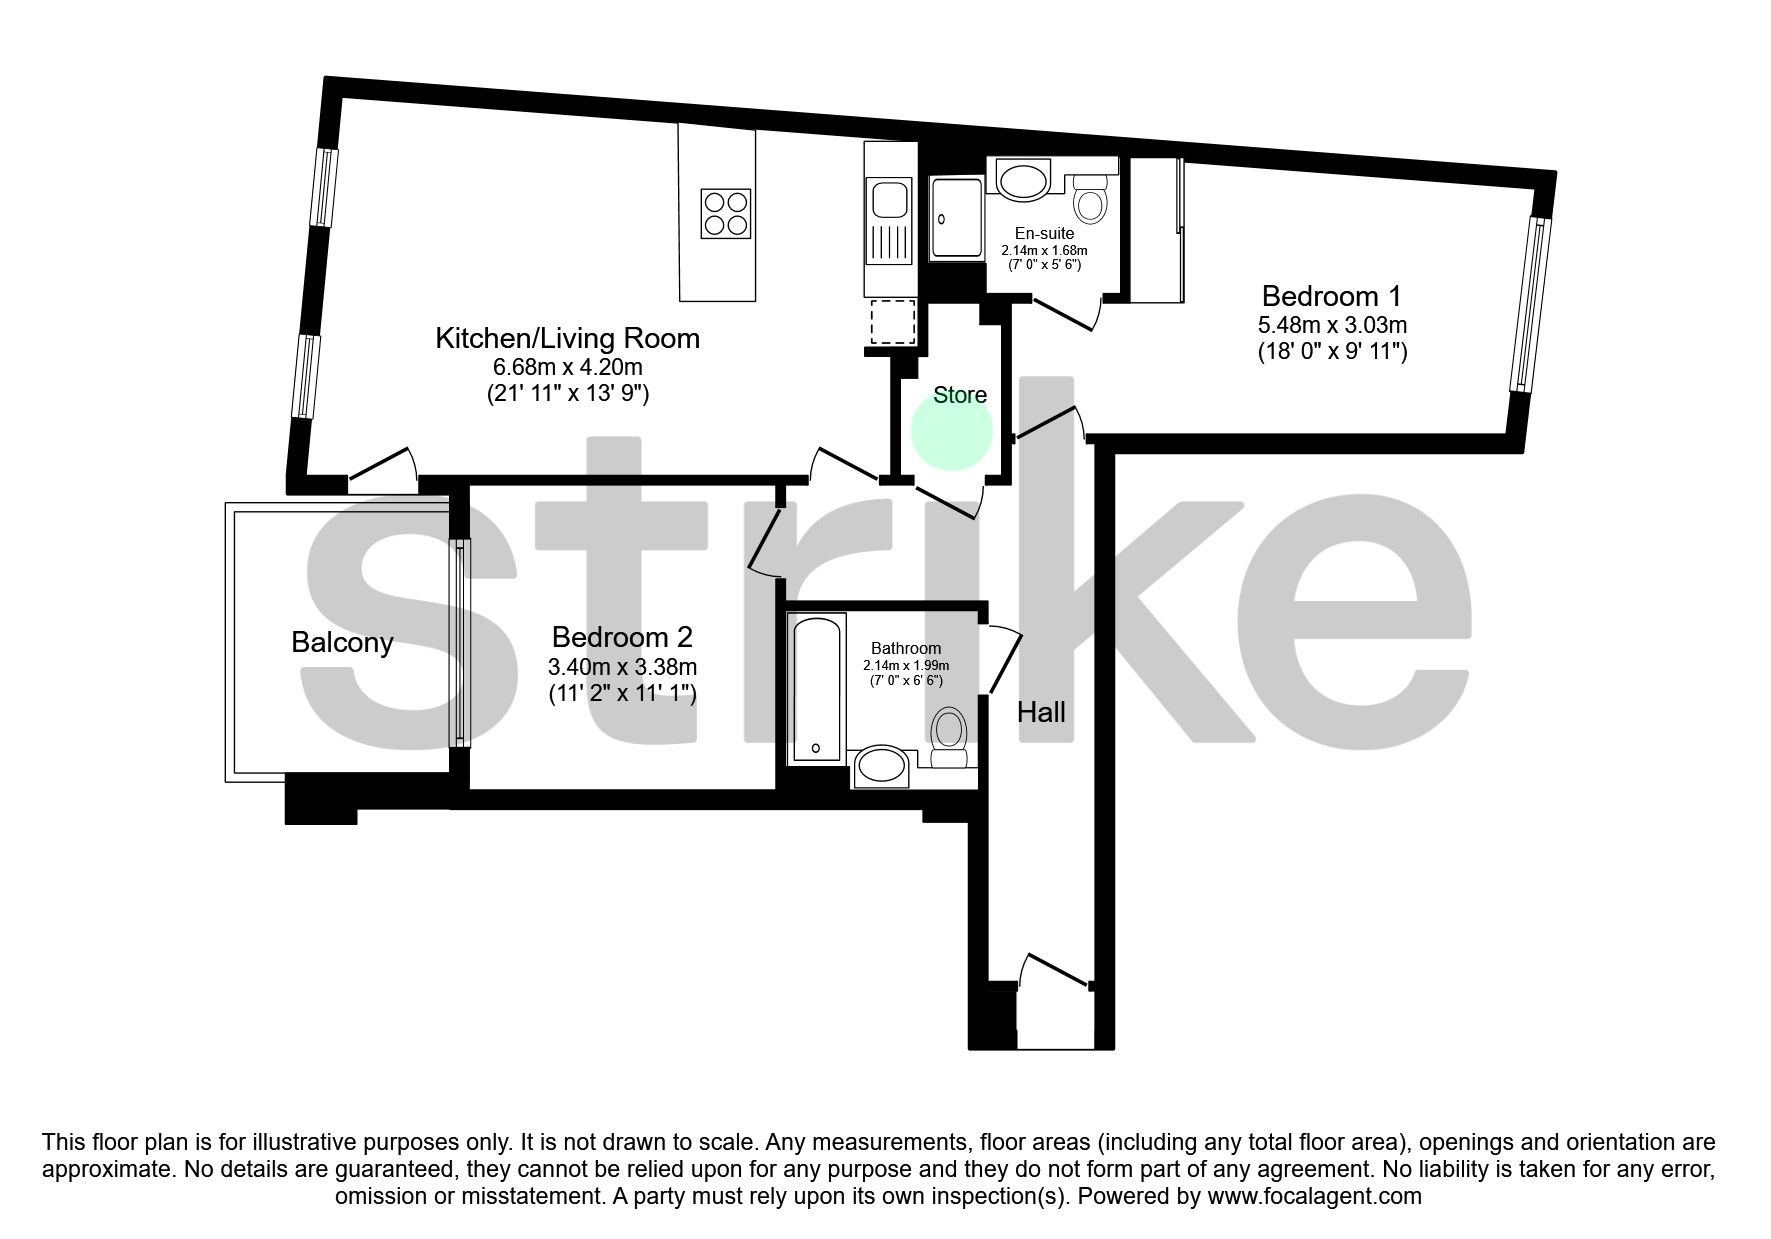 En-suite
2.14m x 1.68m
(7' 0" x 5' 6")
Bedroom 1
5.48m x 3.03m
(18' 0" x 9' 11")
Kitchen/Living Room
6.68m x 4.20m
(21' 11" x 13' 9")
Store
strike
Balcony
Bedroom 2
3.40m x 3.38m
(11' 2" x 11' 1")
Bathroom
2.14m x 1.99m
(7' 0" x 6' 6")
Hall
This floor plan is for illustrative purposes only. It is not drawn to scale. Any measurements, floor areas (including any total floor area), openings and orientation are
approximate. No details are guaranteed, they cannot be relied upon for any purpose and they do not form part of any agreement. No liability is taken for any error,
omission or misstatement. A party must rely upon its own inspection(s). Powered by www.focalagent.com